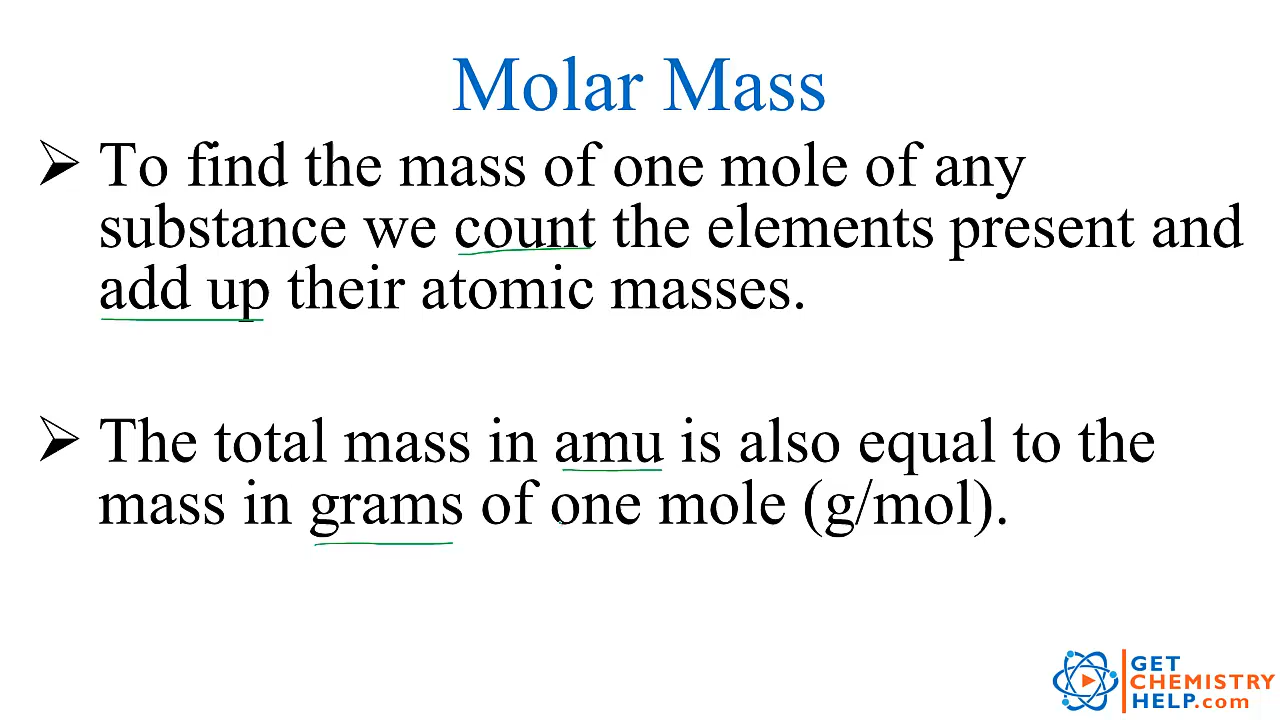 Molar Mass
➢ To find the mass of one mole of any
substance we count the elements present and
add up their atomic masses.
➢ The total mass in amu is also equal to the
mass in grams of one mole (g/mol).
GET
CHEMISTRY
HELP.com